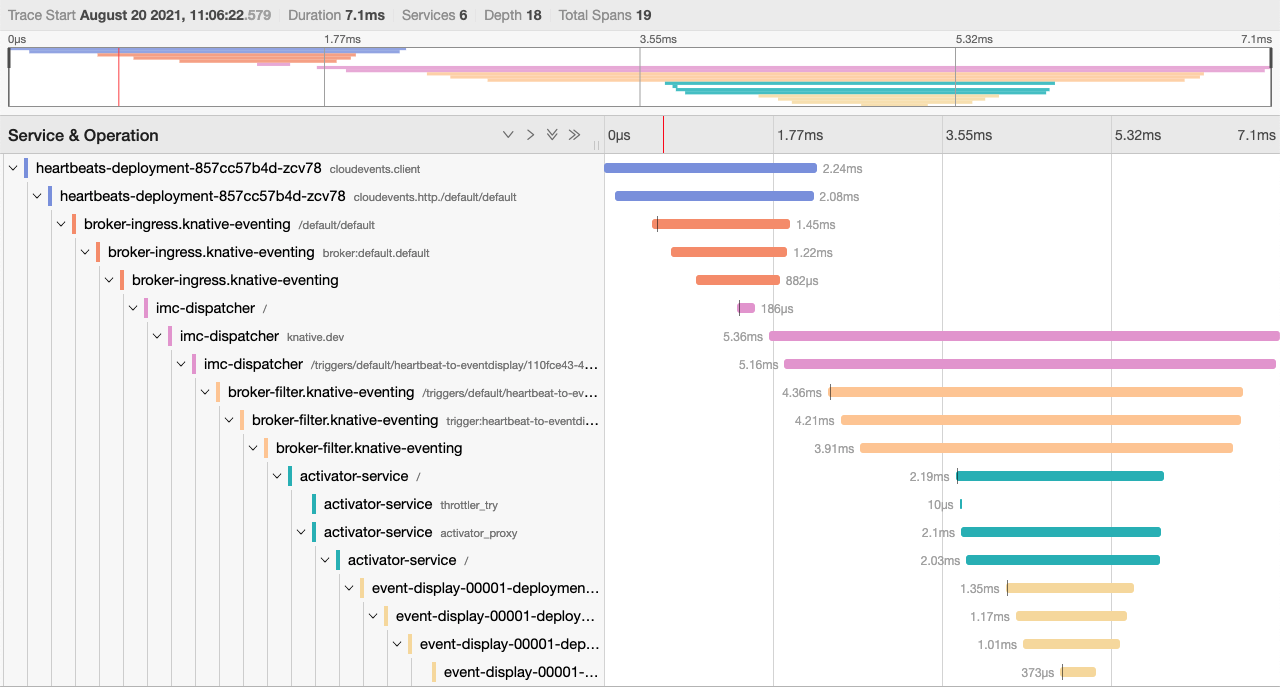 Trace Start August 20 2021, 11:06:22.579 Duration 7.1ms Services 6 Depth 18 Total Spans 19
0μs 1.77ms 3.55ms 5.32ms 7.1ms
Service & Operation 0μs 1.77ms 3.55ms 5.32ms 7.1ms
heartbeats-deployment-857cc57b4d-zcv78 cloudevents.client 2.24ms
heartbeats-deployment-857cc57b4d-zcv78 cloudevents.http./default/default 2.08ms
broker-ingress.knative-eventing /default/default 1.45ms
broker-ingress.knative-eventing broker:default.default 1.22ms
broker-ingress.knative-eventing 882μs
imc-dispatcher / 186μs
imc-dispatcher knative.dev 5.36ms
imc-dispatcher /triggers/default/heartbeat-to-eventdisplay/110fce43-4... 5.16ms
broker-filter.knative-eventing /triggers/default/heartbeat-to-ev... 4.36ms
broker-filter.knative-eventing trigger:heartbeat-to-eventdi... 4.21ms
broker-filter.knative-eventing 3.91ms
activator-service / 2.19ms
activator-service throttler_try 10μs
activator-service activator_proxy 2.1ms
activator-service / 2.03ms
event-display-00001-deploymen... 1.35ms
event-display-00001-deploy... 1.17ms
event-display-00001-dep... 1.01ms
event-display-00001-... 373μs